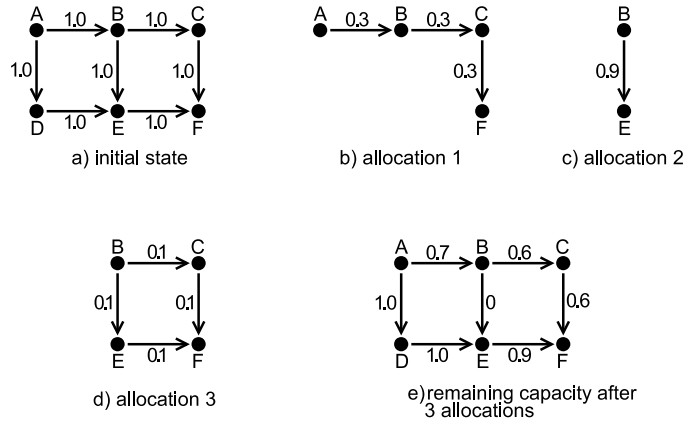 A 1.0 B 1.0 C
1.0 1.0 1.0
D 1.0 E 1.0 F
a) initial state
A 0.3 B 0.3 C
0.3
F
b) allocation 1
B
0.9
E
c) allocation 2
B 0.1 C
0.1 0.1
E 0.1 F
d) allocation 3
A 0.7 B 0.6 C
1.0 0 0.6
D 1.0 E 0.9 F
e) remaining capacity after
3 allocations